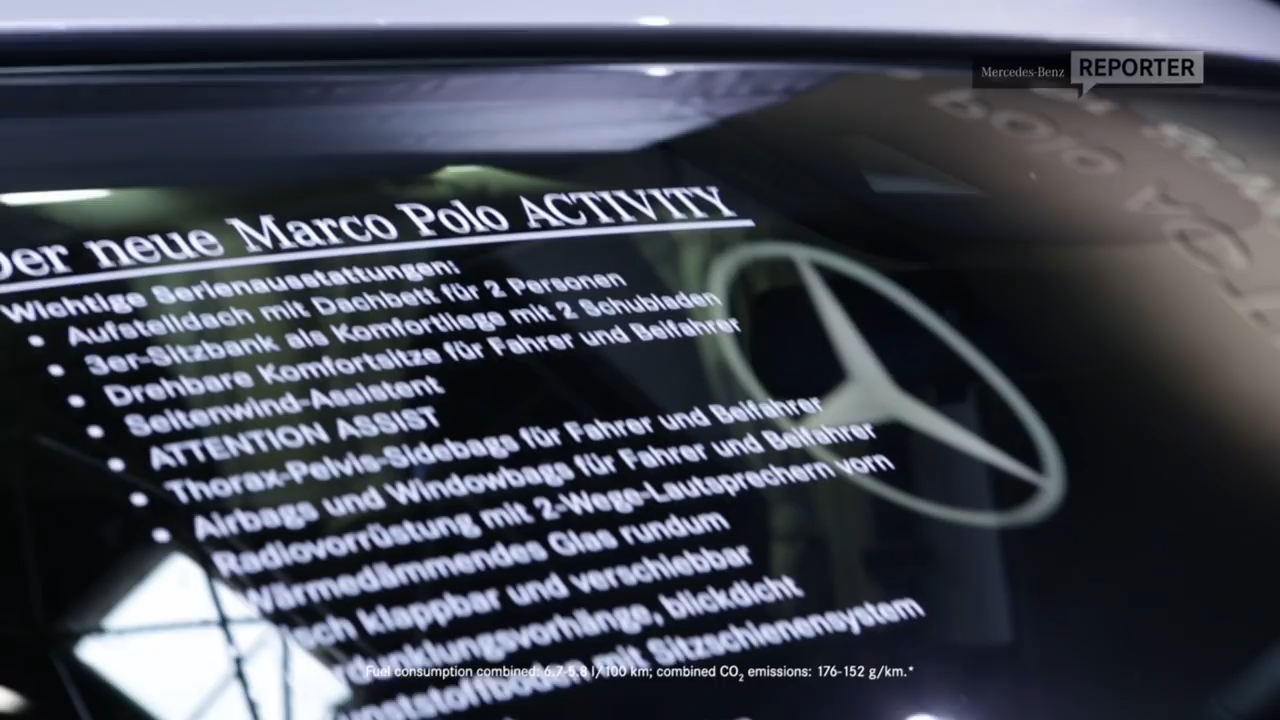 Mercedes-Benz REPORTER
Der neue Marco Polo ACTIVITY
Wichtige Serienausstattungen:
• Aufstelldach mit Dachbett für 2 Personen
• 3er-Sitzbank als Komfortliege mit 2 Schubladen
• Drehbare Komfortsitze für Fahrer und Beifahrer
• Seitenwind-Assistent
• ATTENTION ASSIST
• Thorax-Pelvis-Sidebags für Fahrer und Beifahrer
• Airbags und Windowbags für Fahrer und Beifahrer
Radiovorrüstung mit 2-Wege-Lautsprechern vorn
Wärmedämmendes Glas rundum
klappbar und verschiebbar
blickdicht
mit Sitzschienensystem
Fuel consumption combined: 6.7-5.8 l/100 km; combined CO₂ emissions: 176-152 g/km.*